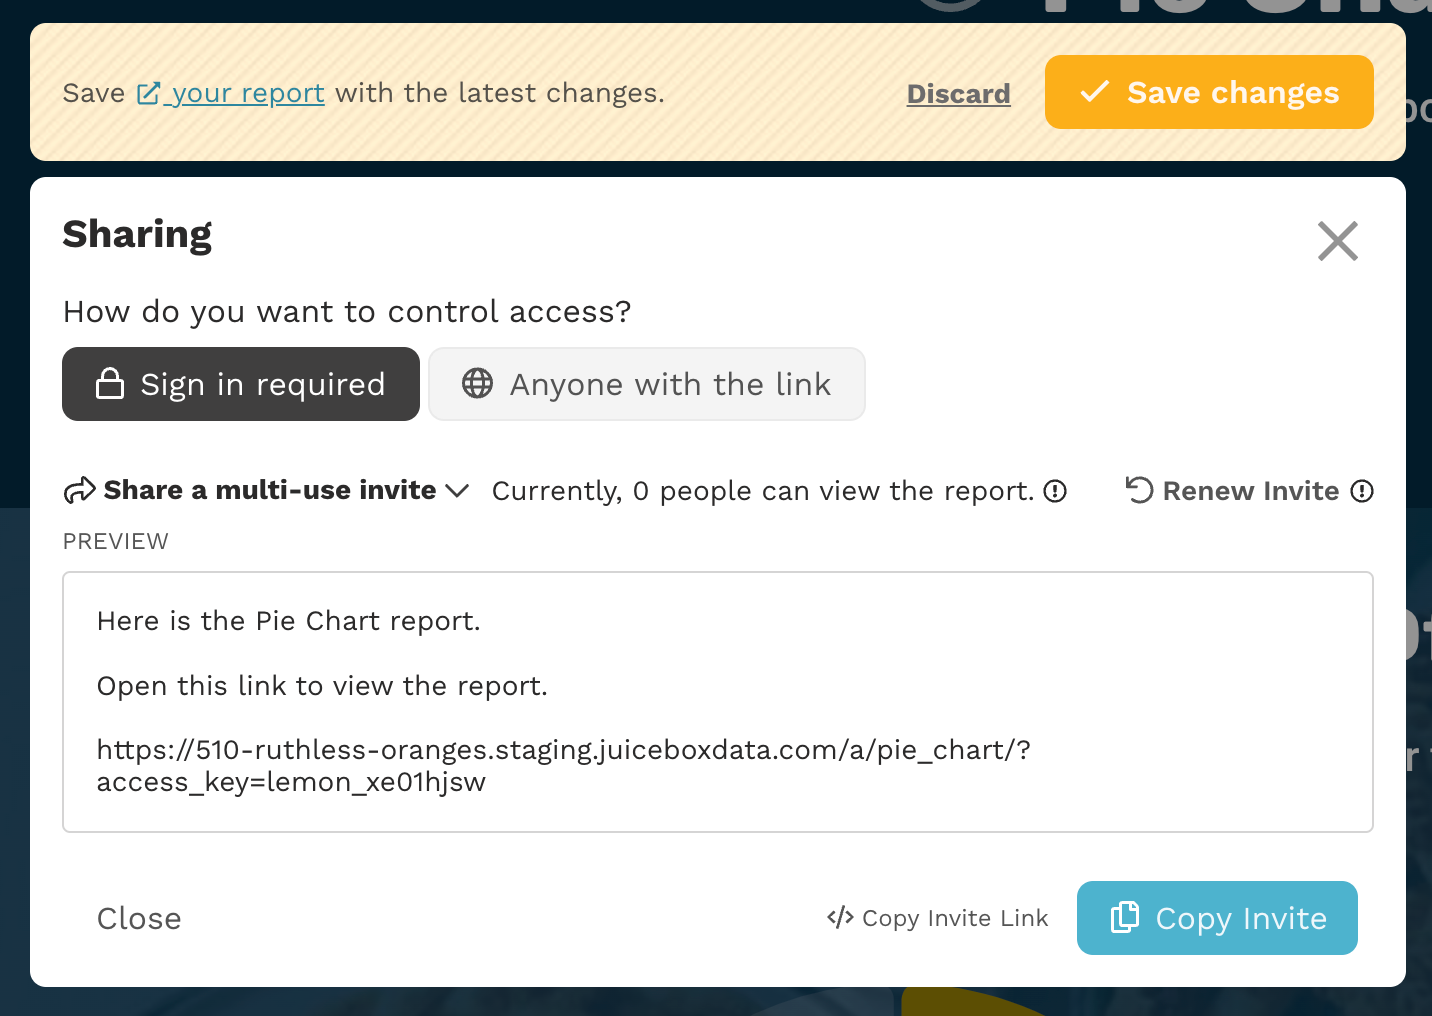 Save your report with the latest changes.
Discard
Save changes
Sharing
How do you want to control access?
Sign in required
Anyone with the link
Share a multi-use invite
Currently, 0 people can view the report.
Renew Invite
PREVIEW
Here is the Pie Chart report.
Open this link to view the report.
https://510-ruthless-oranges.staging.juiceboxdata.com/a/pie_chart/?
access_key=lemon_xe01hjsw
Close
Copy Invite Link
Copy Invite